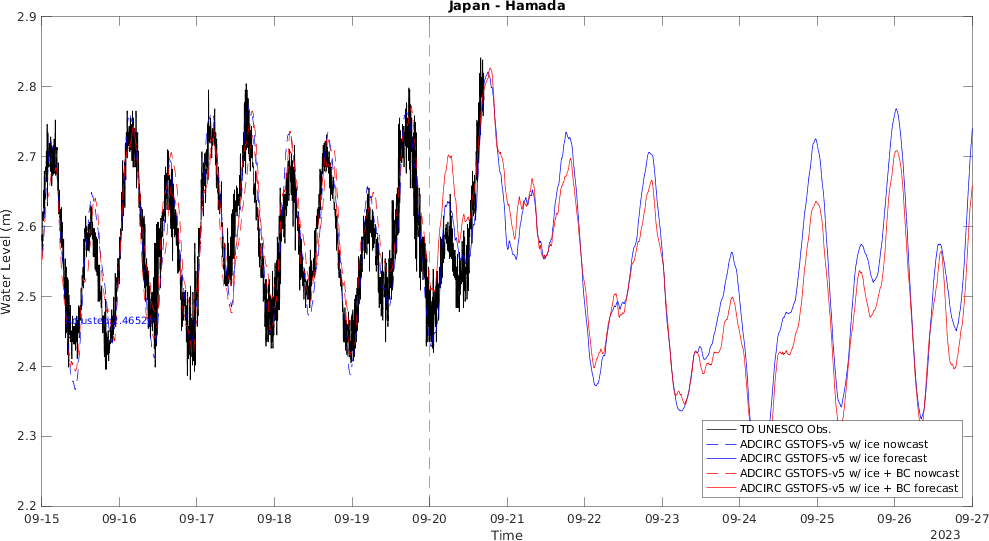 Japan - Hamada
2.9
2.8
2.7
2.6
2.5
2.4
2.3
2.2
Water Level (m)
09-15
09-16
09-17
09-18
09-19
09-20
09-21
09-22
09-23
09-24
09-25
09-26
09-27
Time
2023
TD UNESCO Obs.
ADCIRC GSTOFS-v5 w/ ice nowcast
ADCIRC GSTOFS-v5 w/ ice forecast
ADCIRC GSTOFS-v5 w/ ice + BC nowcast
ADCIRC GSTOFS-v5 w/ ice + BC forecast